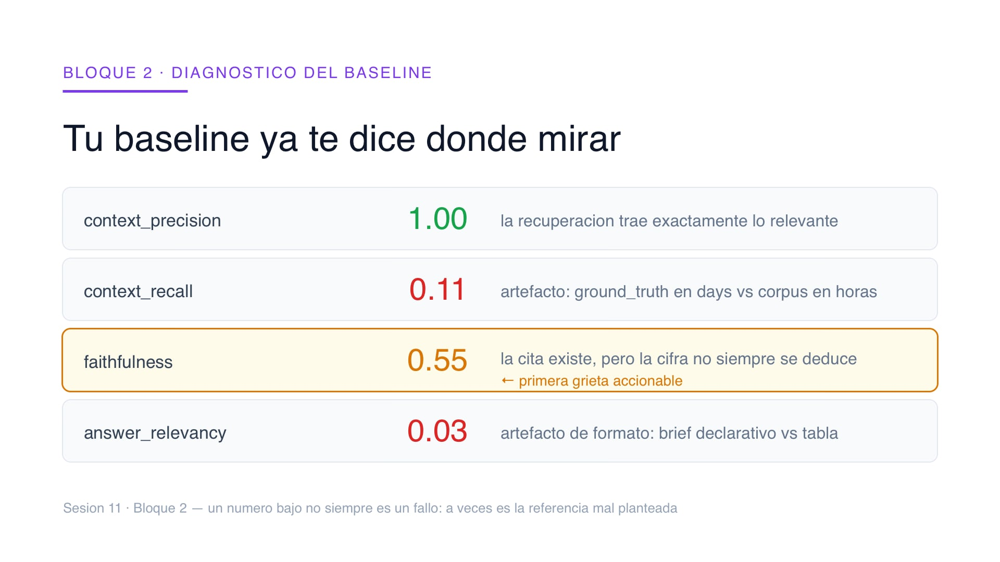 BLOQUE 2 · DIAGNOSTICO DEL BASELINE
Tu baseline ya te dice donde mirar
context_precision 1.00 la recuperacion trae exactamente lo relevante
context_recall 0.11 artefacto: ground_truth en days vs corpus en horas
faithfulness 0.55 la cita existe, pero la cifra no siempre se deduce
← primera grieta accionable
answer_relevancy 0.03 artefacto de formato: brief declarativo vs tabla
Sesion 11 · Bloque 2 — un numero bajo no siempre es un fallo: a veces es la referencia mal planteada